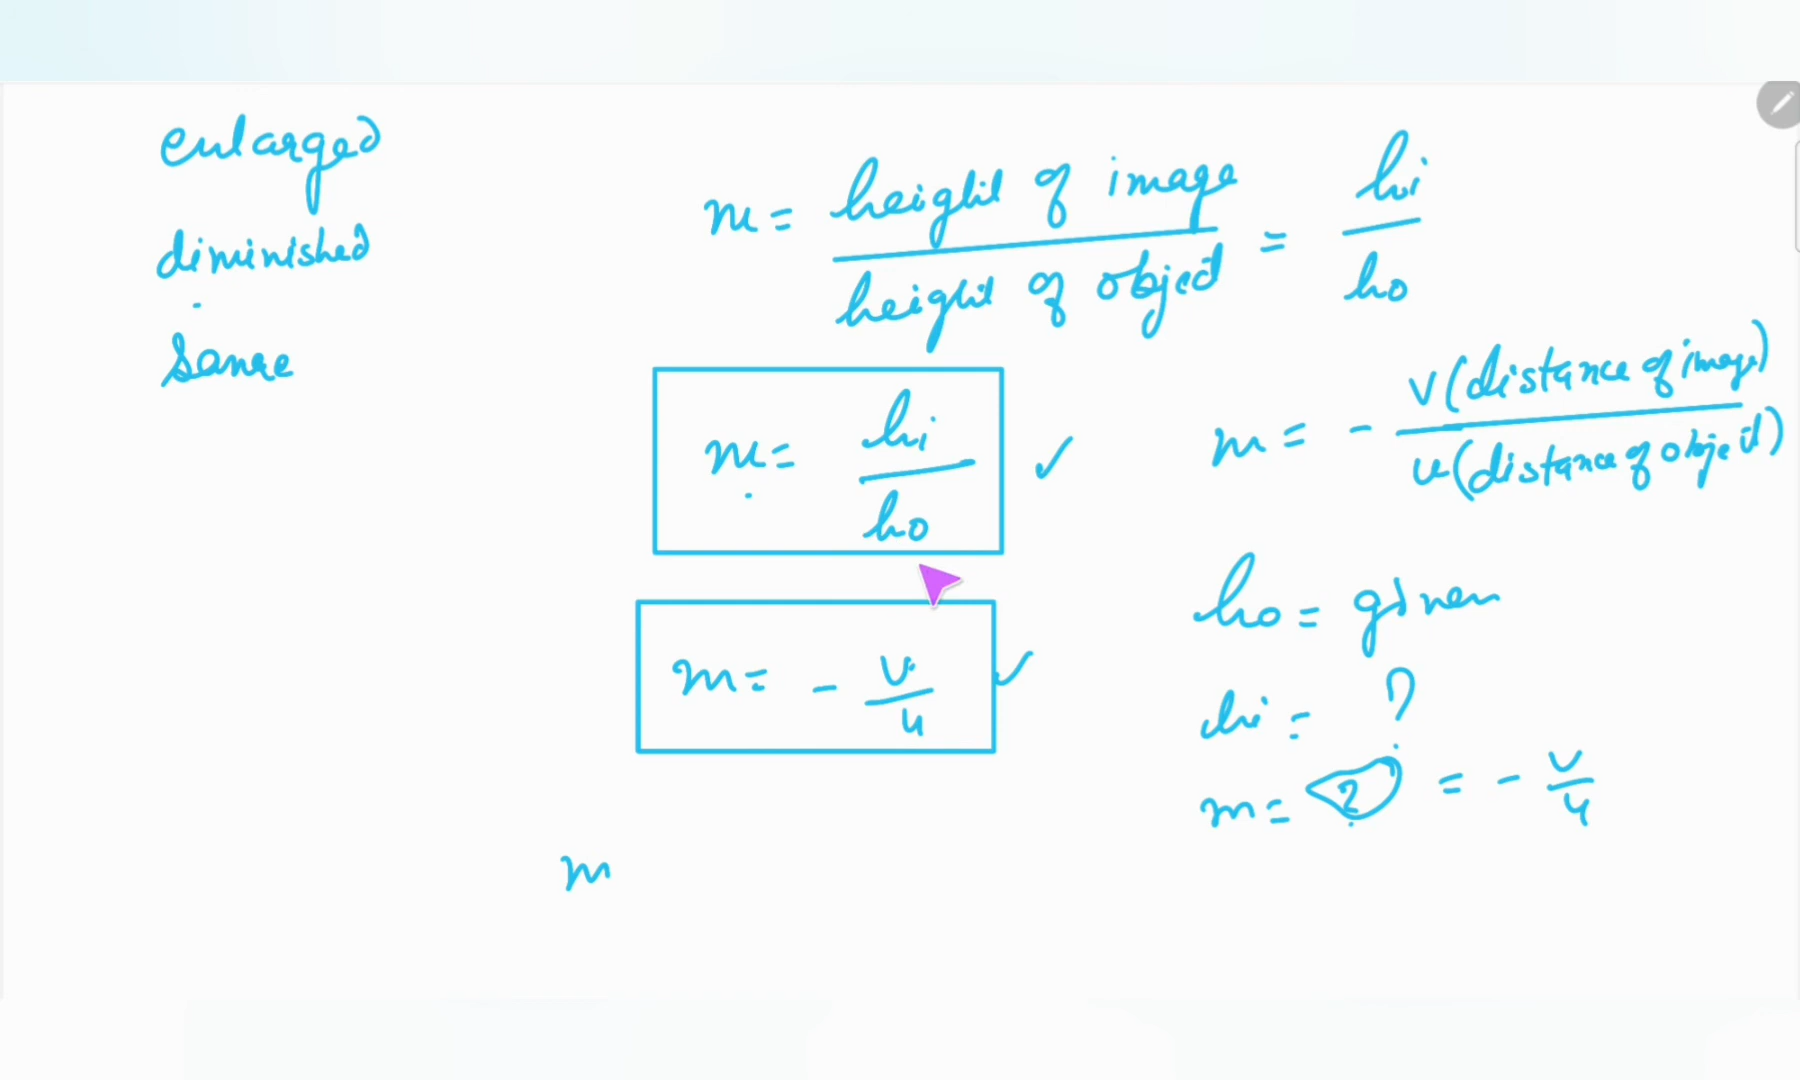 enlarged
diminished
same
m = height of image / height of object = hi / ho
m = hi / ho ✓
m = - v (distance of image) / u (distance of object)
m = - v / u ✓
ho = given
hi = ?
m = ? = - v / u
m